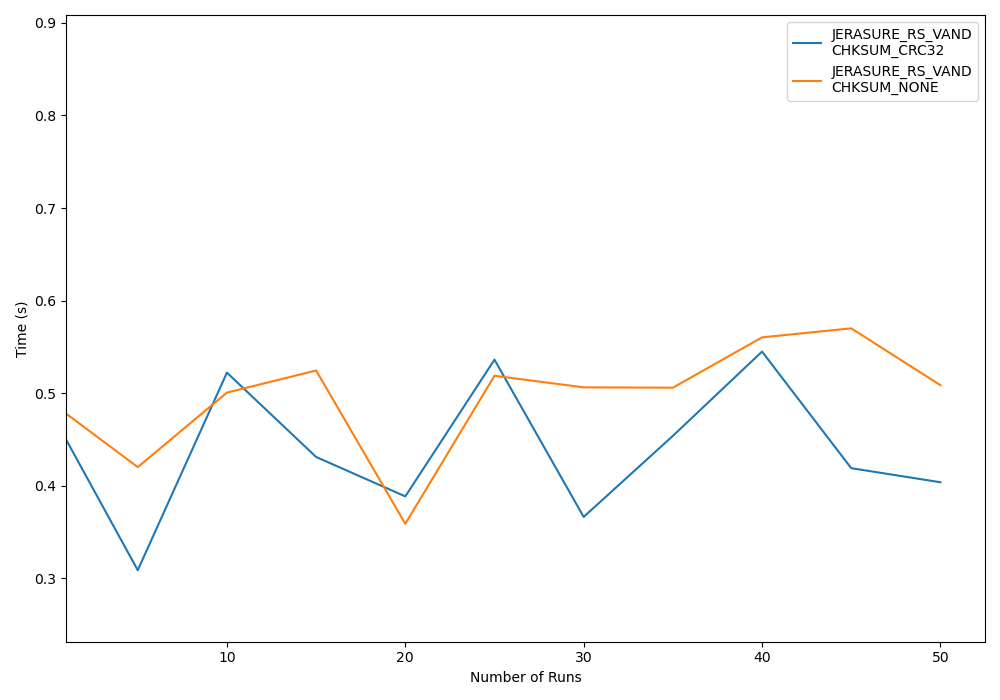 0.9
0.8
0.7
0.6
0.5
0.4
0.3
Time (s)
10
20
30
40
50
Number of Runs
JERASURE_RS_VAND
CHKSUM_CRC32
JERASURE_RS_VAND
CHKSUM_NONE